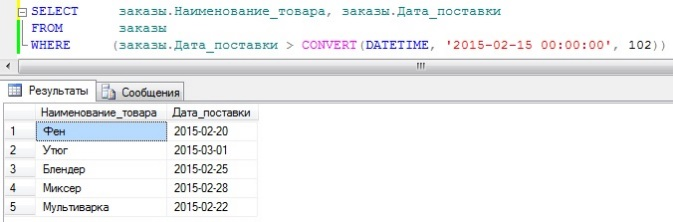 SELECT заказы.Наименование_товара, заказы.Дата_поставки
FROM заказы
WHERE (заказы.Дата_поставки > CONVERT(DATETIME, '2015-02-15 00:00:00', 102))
Результаты Сообщения
Наименование_товара Дата_поставки
1 Фен 2015-02-20
2 Утюг 2015-03-01
3 Блендер 2015-02-25
4 Миксер 2015-02-28
5 Мультиварка 2015-02-22